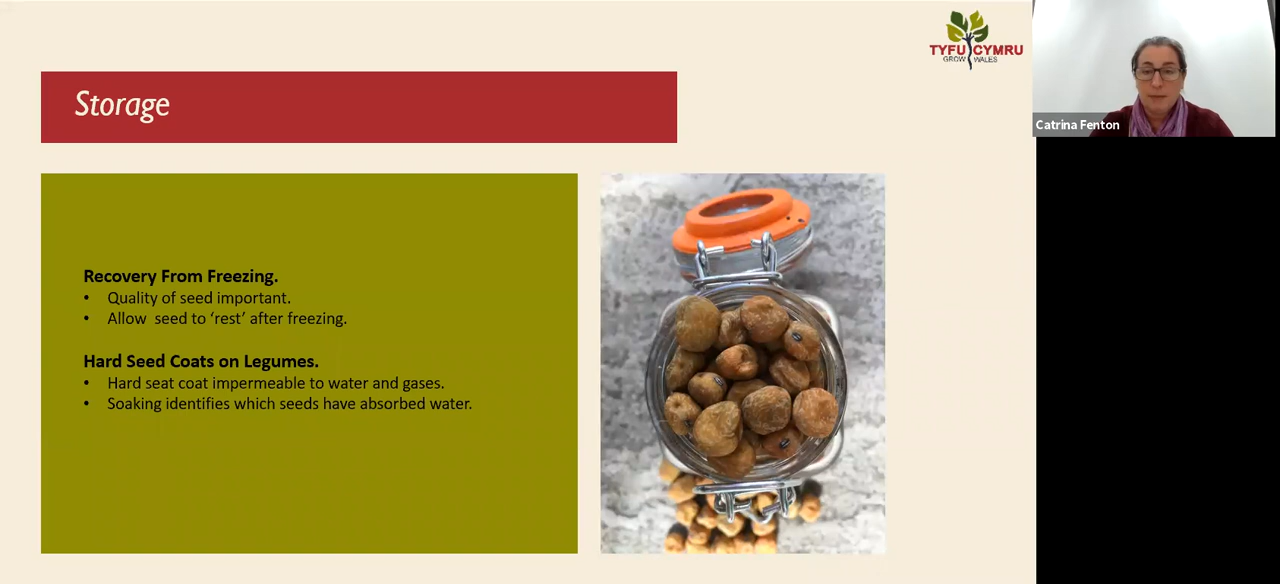 TYFU CYMRU
GROW WALES
Storage
Catrina Fenton
Recovery From Freezing.
• Quality of seed important.
• Allow seed to ‘rest’ after freezing.
Hard Seed Coats on Legumes.
• Hard seat coat impermeable to water and gases.
• Soaking identifies which seeds have absorbed water.